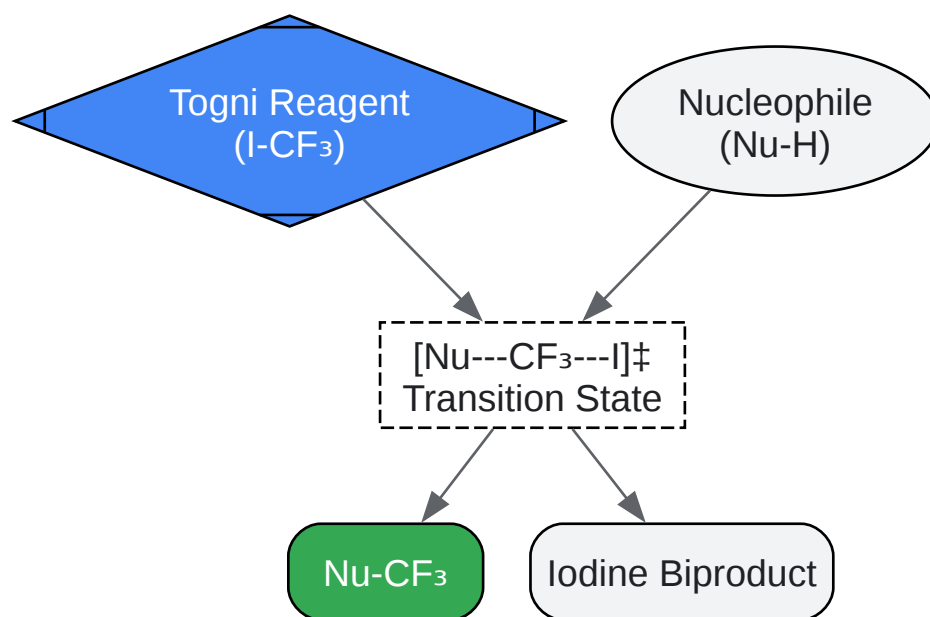 Togni Reagent
(I-CF₃)
Nucleophile
(Nu-H)
[Nu---CF₃---I]‡
Transition State
Nu-CF₃
Iodine Biproduct